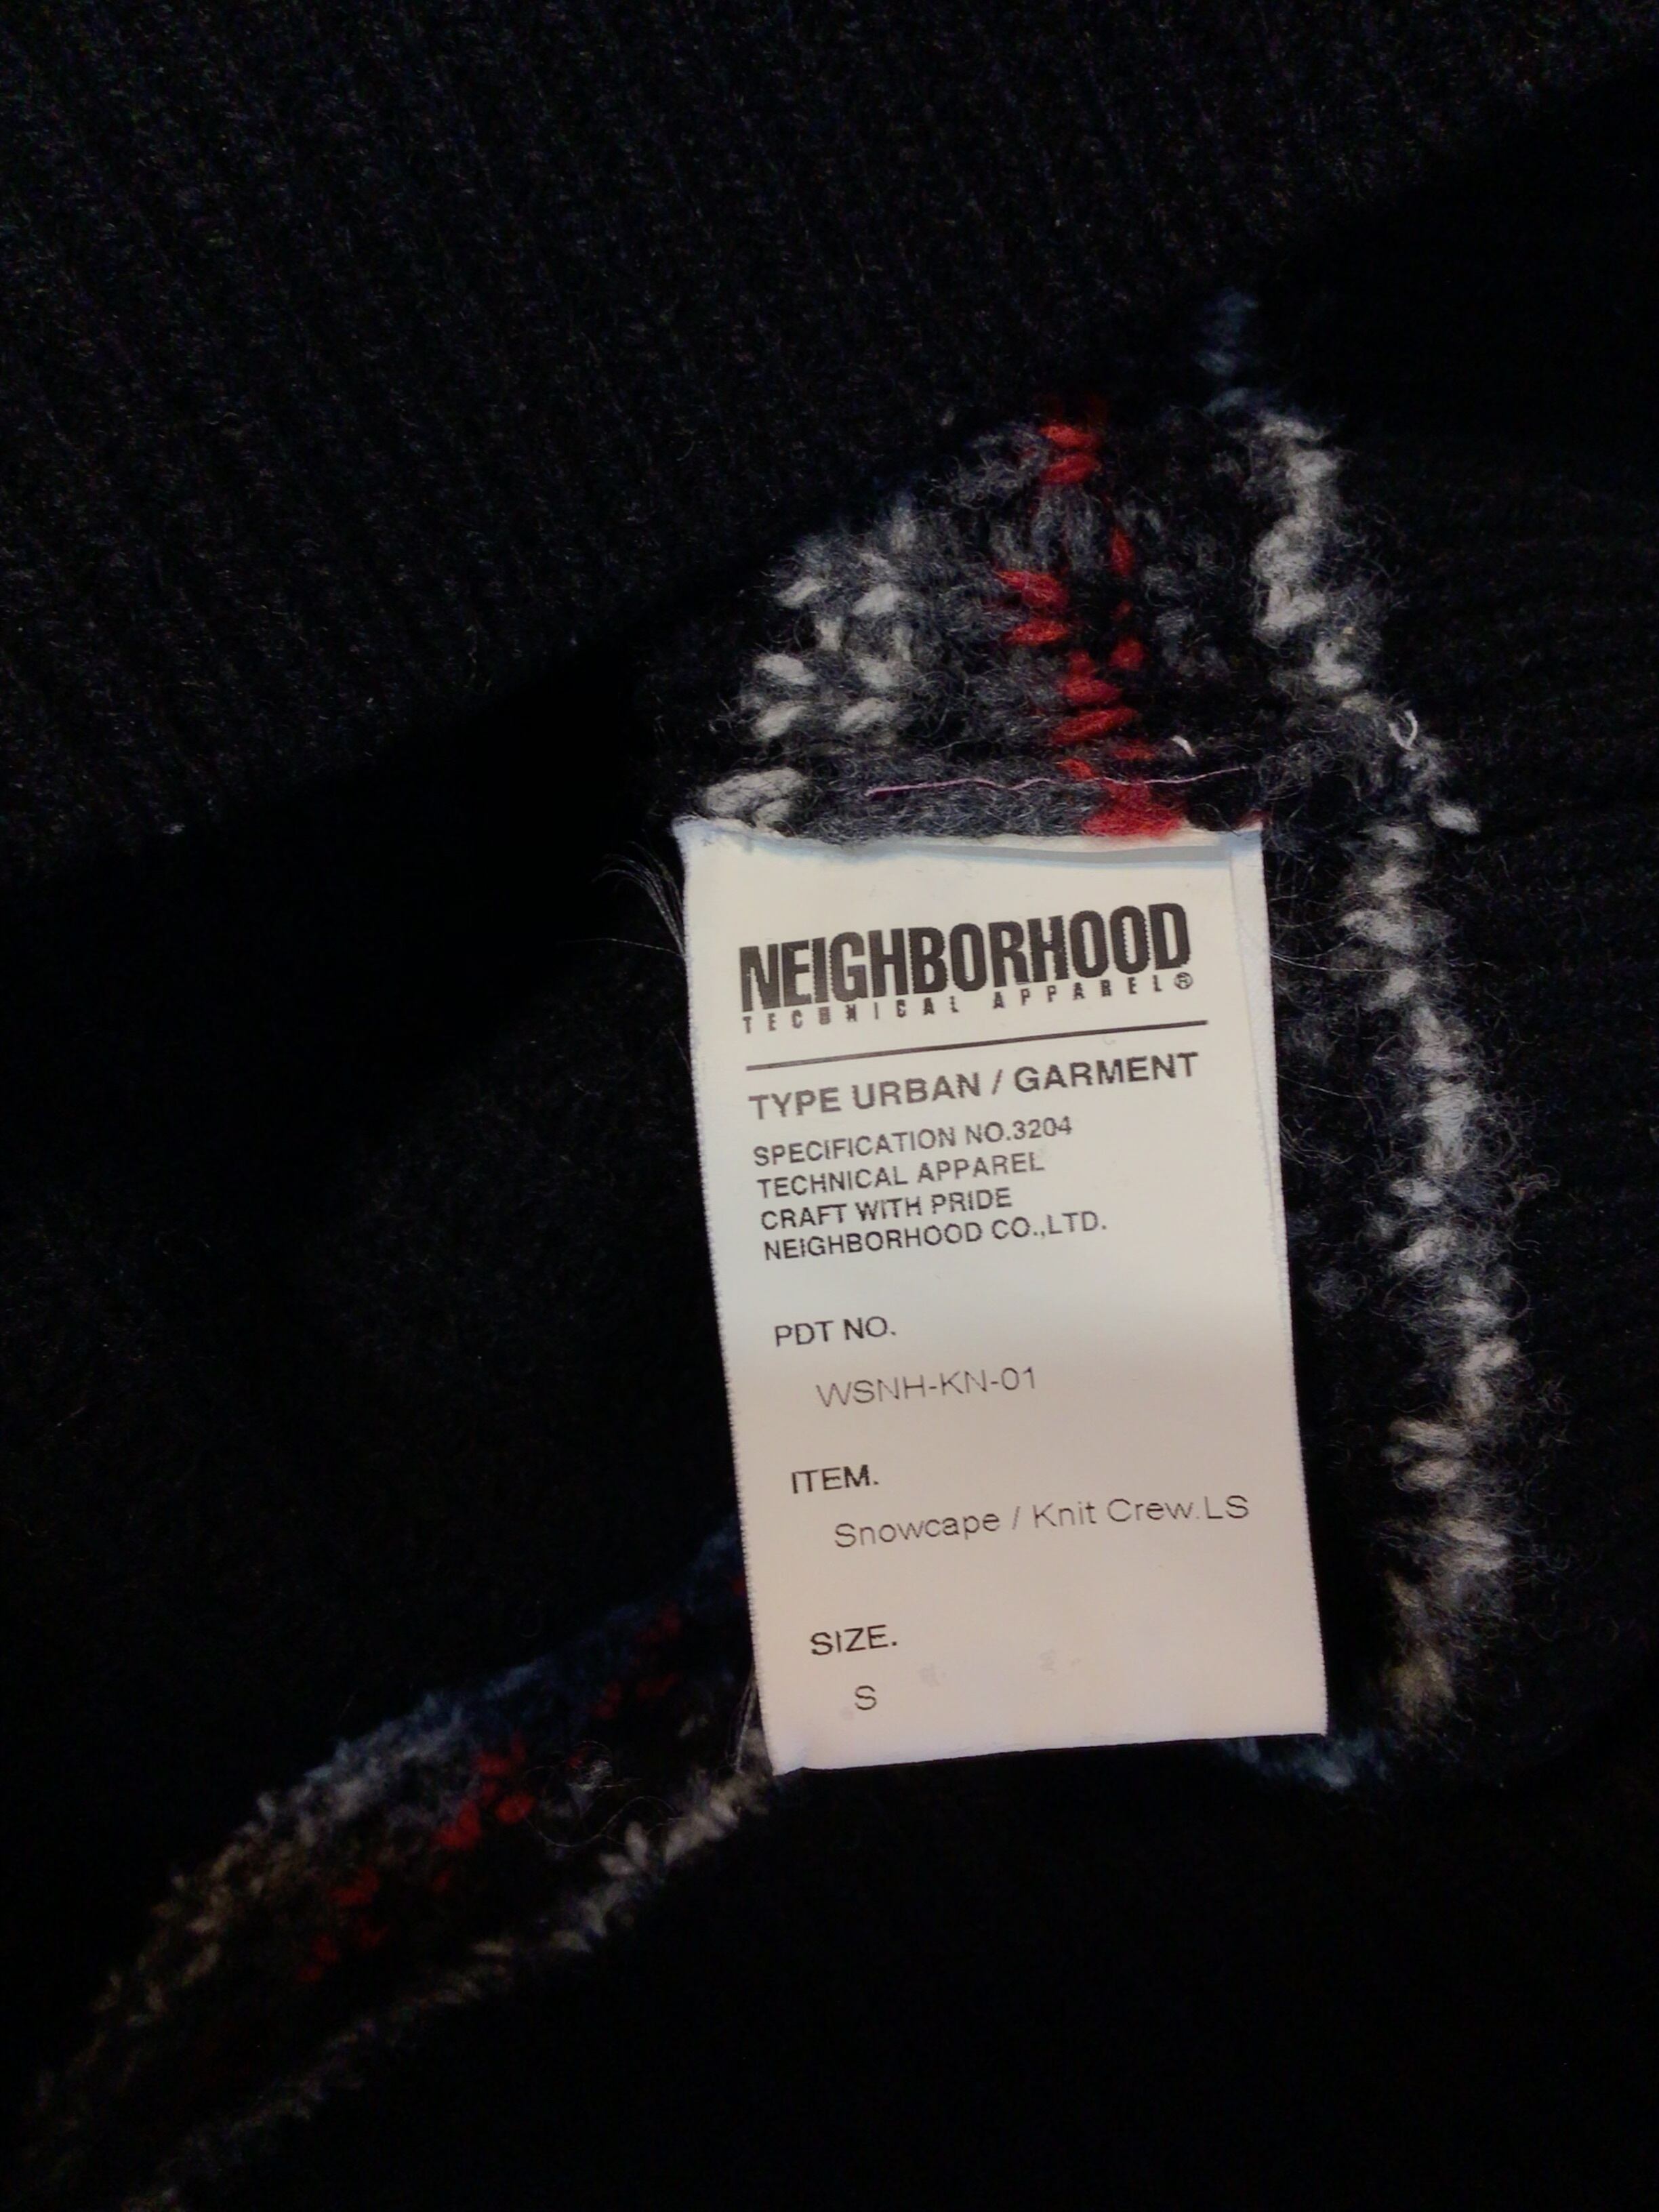 NEIGHBORHOOD
TECHNICAL APPAREL®
TYPE URBAN / GARMENT
SPECIFICATION NO.3204
TECHNICAL APPAREL
CRAFT WITH PRIDE
NEIGHBORHOOD CO.,LTD.
PDT NO.
WSNH-KN-01
ITEM.
Snowcape / Knit Crew.LS
SIZE.
S